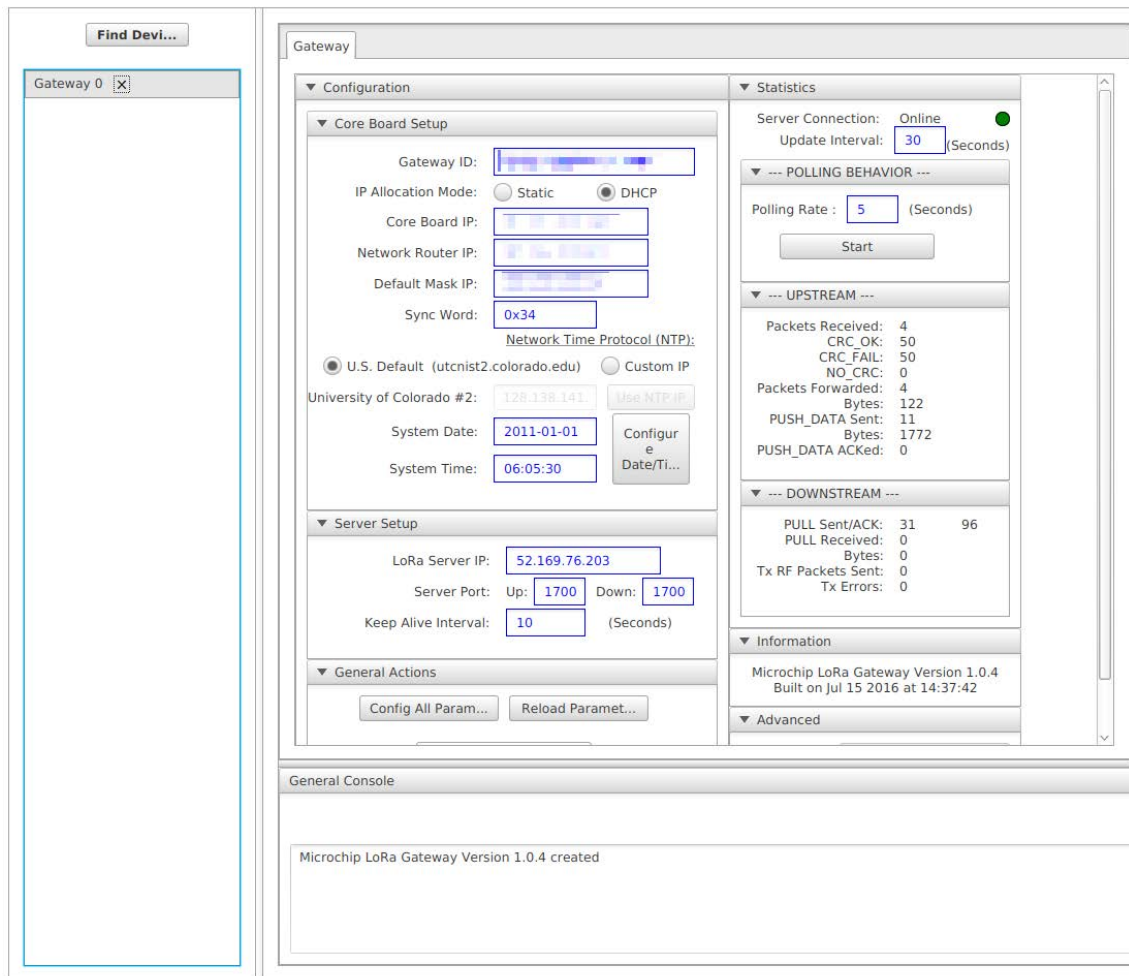 Find Devi...
Gateway 0
Gateway
Configuration
Core Board Setup
Gateway ID:
IP Allocation Mode: Static DHCP
Core Board IP:
Network Router IP:
Default Mask IP:
Sync Word: 0x34
Network Time Protocol (NTP):
U.S. Default (utcnist2.colorado.edu) Custom IP
University of Colorado #2: 128.138.141. Use NTP IP
System Date: 2011-01-01
System Time: 06:05:30
Configur
e
Date/Ti...
Server Setup
LoRa Server IP: 52.169.76.203
Server Port: Up: 1700 Down: 1700
Keep Alive Interval: 10 (Seconds)
General Actions
Config All Param... Reload Paramet...
Statistics
Server Connection: Online
Update Interval: 30 (Seconds)
--- POLLING BEHAVIOR ---
Polling Rate : 5 (Seconds)
Start
--- UPSTREAM ---
Packets Received: 4
CRC_OK: 50
CRC_FAIL: 50
NO_CRC: 0
Packets Forwarded: 4
Bytes: 122
PUSH_DATA Sent: 11
Bytes: 1772
PUSH_DATA ACKed: 0
--- DOWNSTREAM ---
PULL Sent/ACK: 31 96
PULL Received: 0
Bytes: 0
Tx RF Packets Sent: 0
Tx Errors: 0
Information
Microchip LoRa Gateway Version 1.0.4
Built on Jul 15 2016 at 14:37:42
Advanced
General Console
Microchip LoRa Gateway Version 1.0.4 created